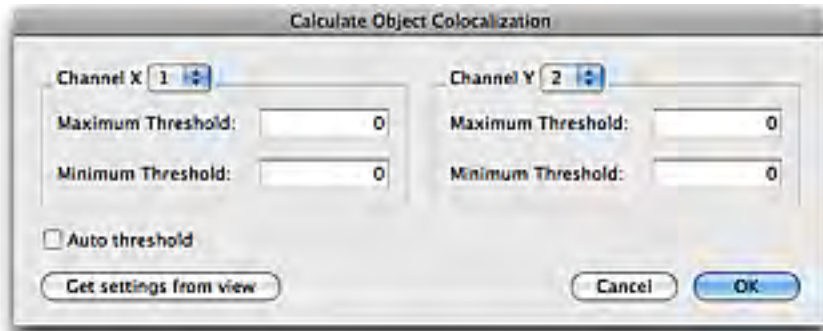 Calculate Object Colocalization
Channel X 1
Channel Y 2
Maximum Threshold: 0
Maximum Threshold: 0
Minimum Threshold: 0
Minimum Threshold: 0
Auto threshold
Get settings from view
Cancel
OK